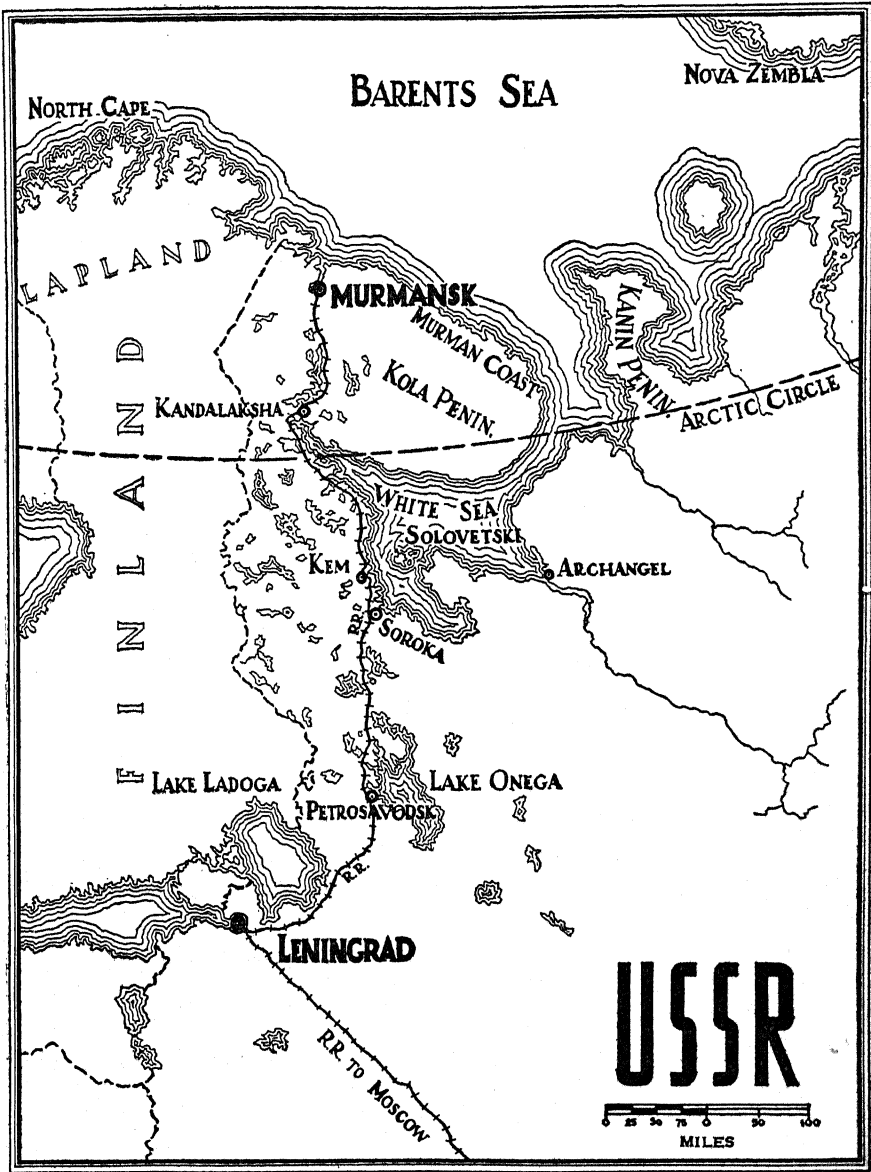 NOVA ZEMBLA
BARENTS SEA
NORTH CAPE
LAPLAND
MURMANSK
MURMAN COAST
KANIN PENIN.
KOLA PENIN.
KANDALAKSHA
ARCTIC CIRCLE
FINLAND
WHITE SEA
SOLOVETSKI
KEM
ARCHANGEL
R.R.
SOROKA
LAKE LADOGA
LAKE ONEGA
PETROSAVODSK
R.R.
LENINGRAD
R.R. TO MOSCOW
USSR
0 25 50 75 0 50 100
MILES